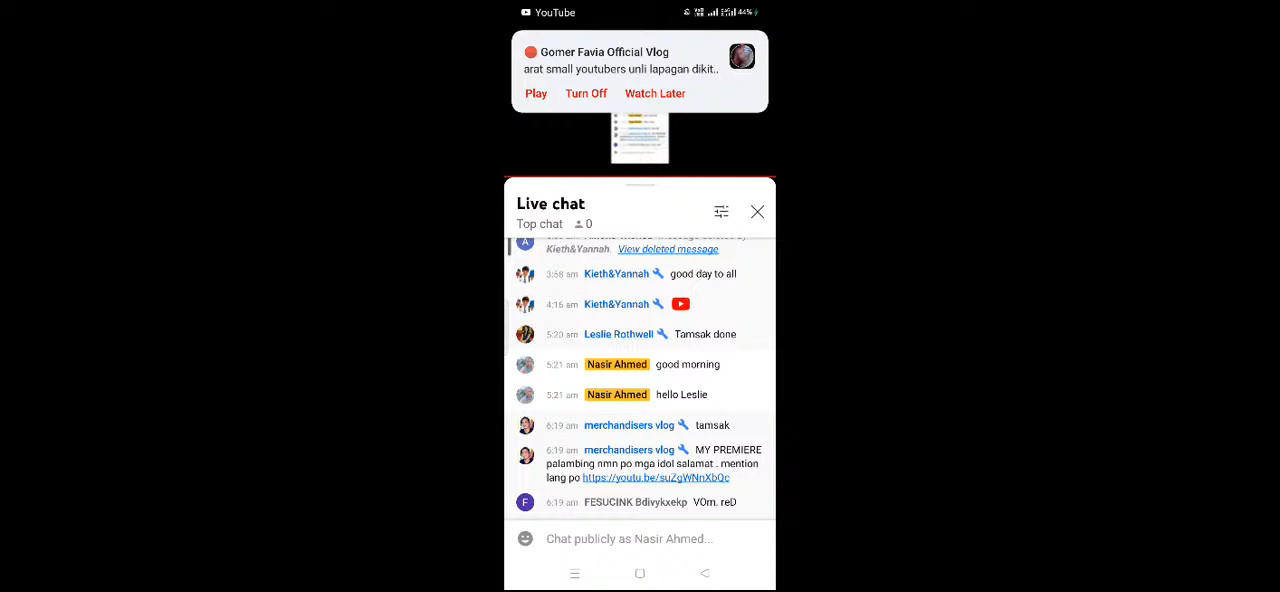 YouTube
44%
Gomer Favia Official Vlog
arat small youtubers unli lapagan dikit..
Play Turn Off Watch Later
Live chat
Top chat 0
A
Kieth&Yannah. View deleted message
3:58 am Kieth&Yannah good day to all
4:16 am Kieth&Yannah
5:20 am Leslie Rothwell Tamsak done
5:21 am Nasir Ahmed good morning
5:21 am Nasir Ahmed hello Leslie
6:19 am merchandisers vlog tamsak
6:19 am merchandisers vlog MY PREMIERE
palambing nmn po mga idol salamat . mention
lang po https://youtu.be/suZgWNnXbQc
F 6:19 am FESUCINK Bdivykxekp VOrn. reD
Chat publicly as Nasir Ahmed...